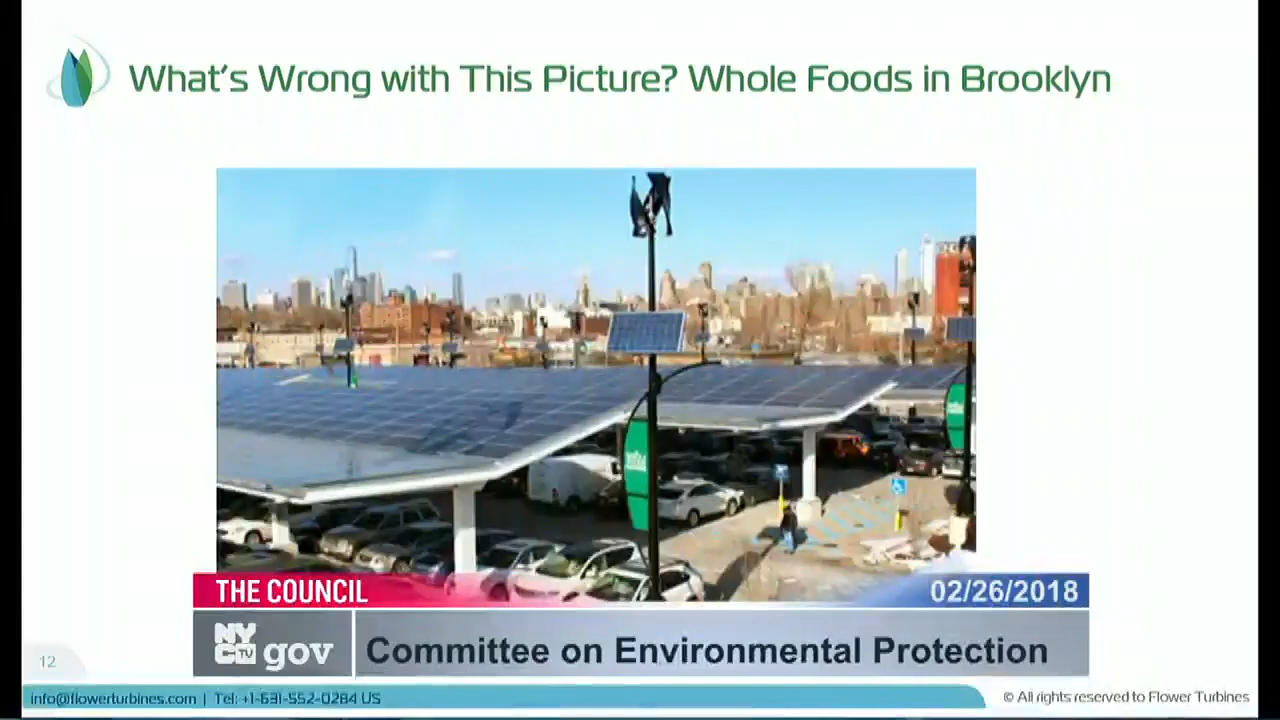 What's Wrong with This Picture? Whole Foods in Brooklyn
THE COUNCIL
02/26/2018
NYC TV gov
Committee on Environmental Protection
12
info@flowerturbines.com | Tel: +1-631-552-0284 US
© All rights reserved to Flower Turbines